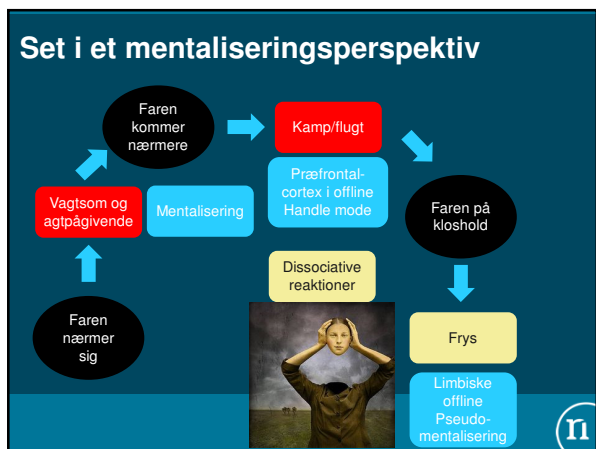 Set i et mentaliseringsperspektiv
Faren
kommer
nærmere
Kamp/flugt
Præfrontal-
cortex i offline
Handle mode
Vagtsom og
agtpågivende
Mentalisering
Faren på
kloshold
Dissociative
reaktioner
Faren
nærmer
sig
Frys
Limbiske
offline
Pseudo-
mentalisering
n